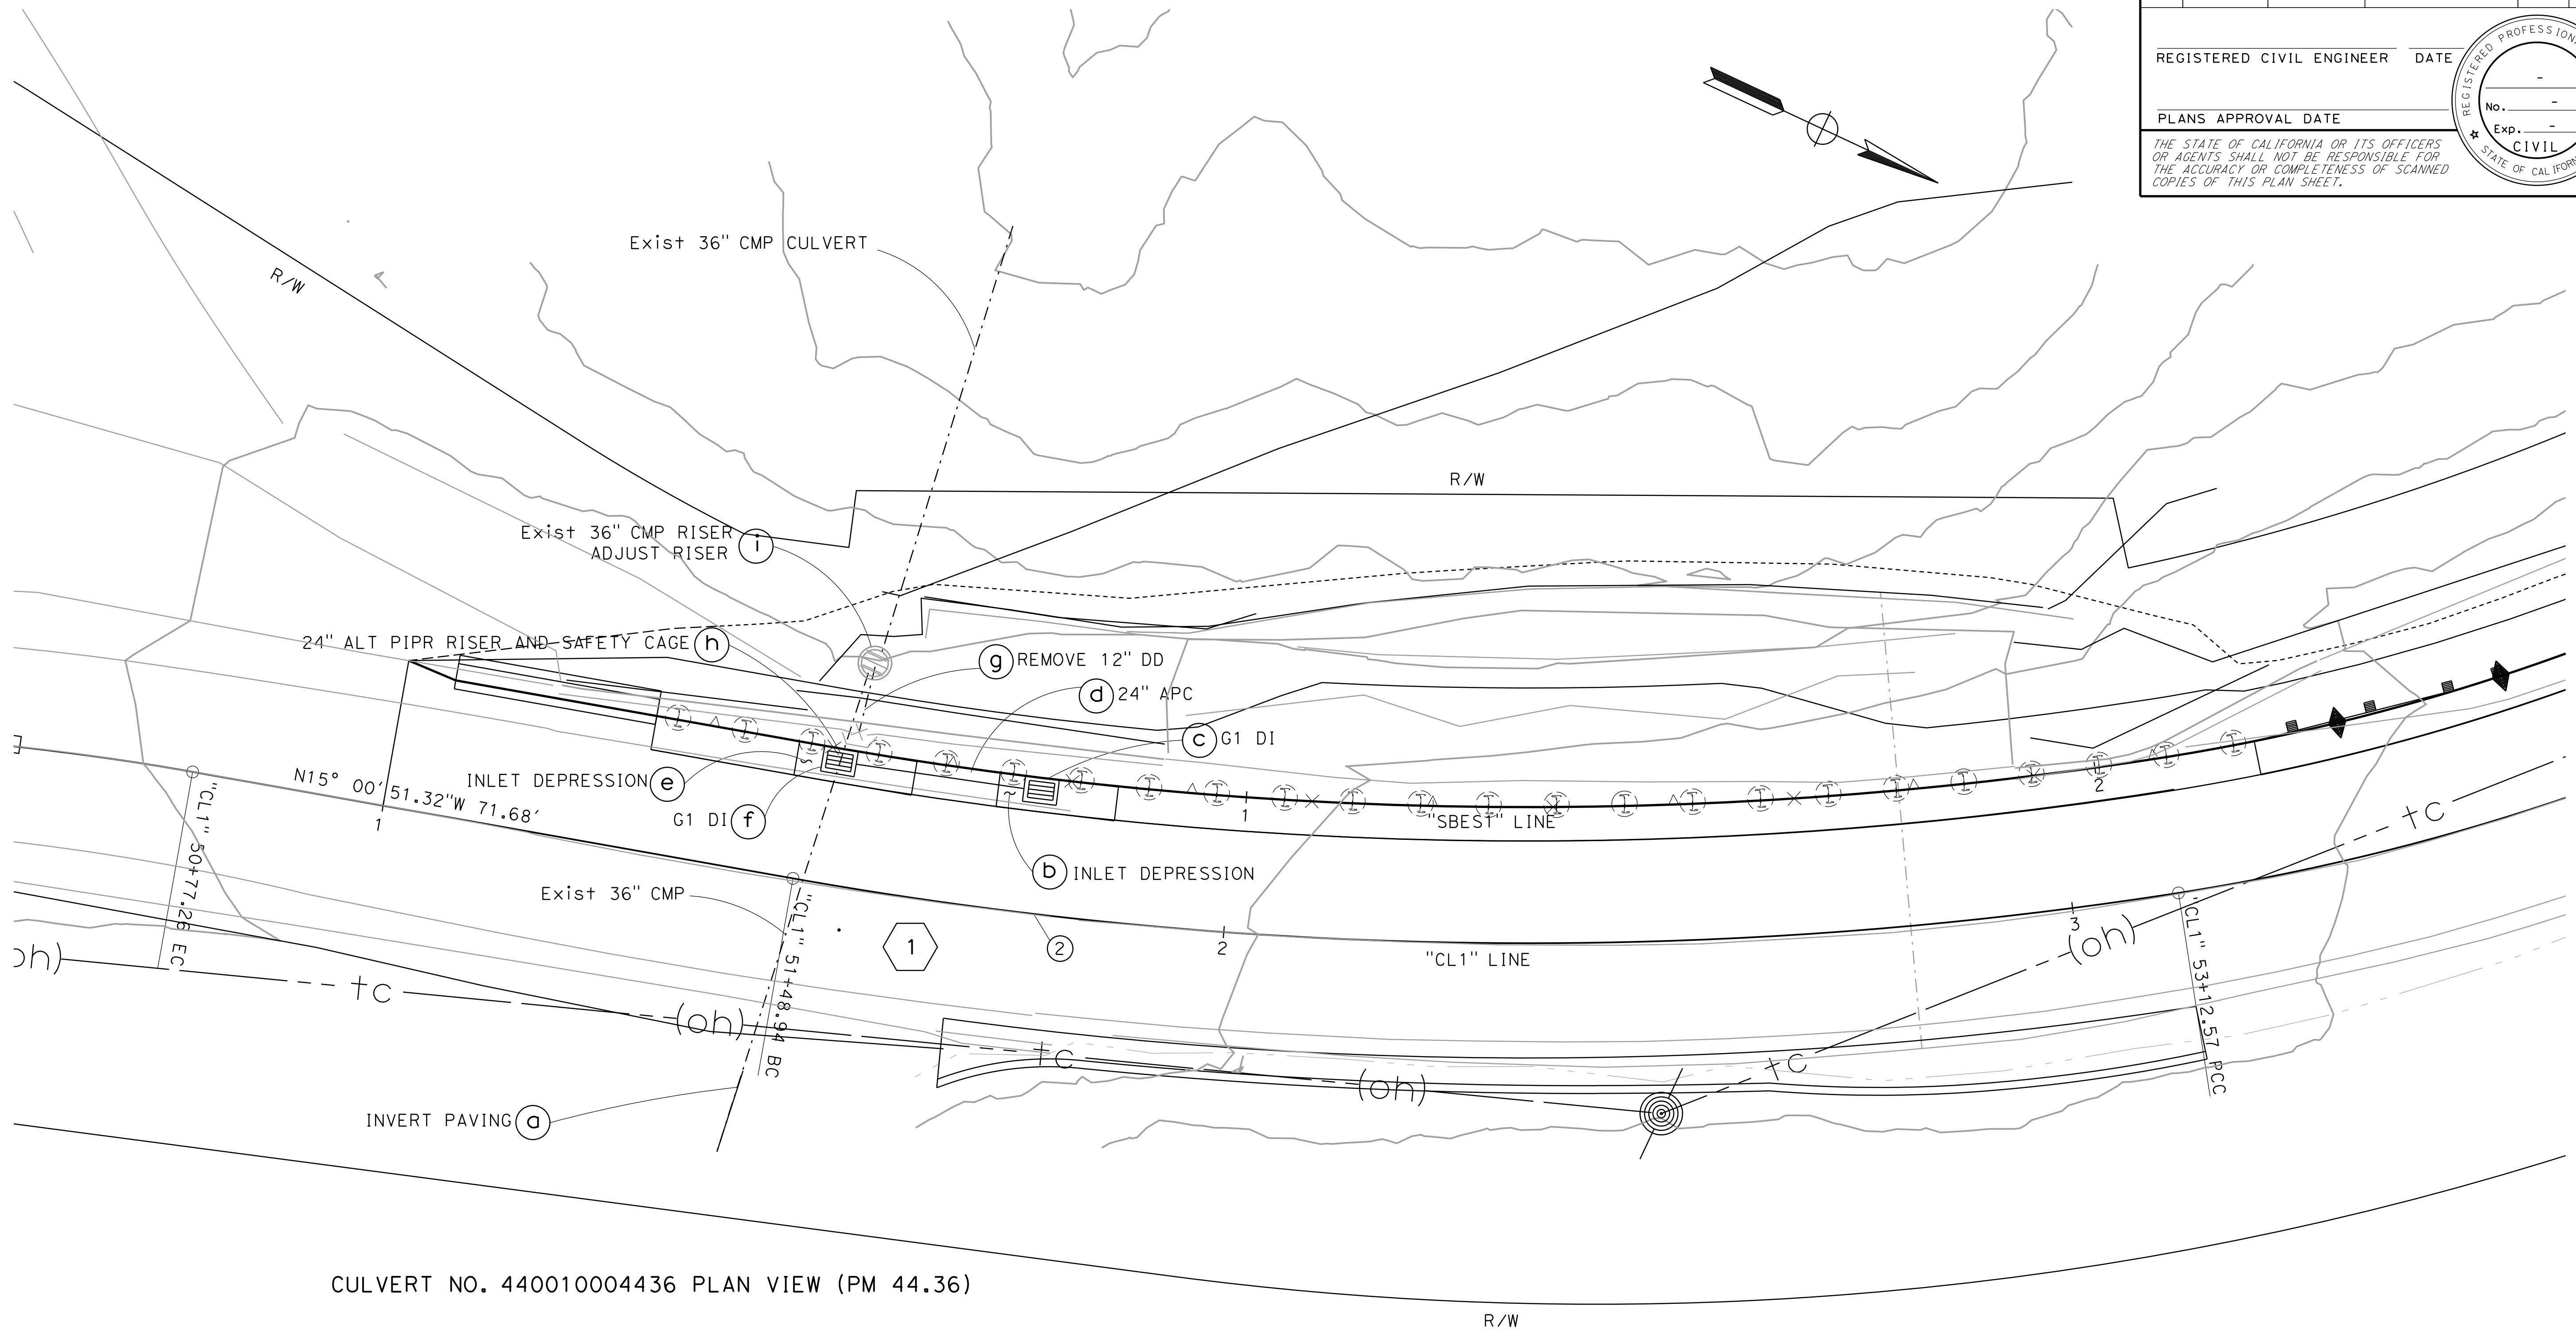 REGISTERED CIVIL ENGINEER DATE
PLANS APPROVAL DATE
THE STATE OF CALIFORNIA OR ITS OFFICERS
OR AGENTS SHALL NOT BE RESPONSIBLE FOR
THE ACCURACY OR COMPLETENESS OF SCANNED
COPIES OF THIS PLAN SHEET.
REGISTERED
STATE OF
No. -
Exp. -
CIVIL
Exist 36" CMP CULVERT
R/W
R/W
Exist 36" CMP RISER
ADJUST RISER i
24" ALT PIPR RISER AND SAFETY CAGE h
g REMOVE 12" DD
d 24" APC
c G1 DI
INLET DEPRESSION e
G1 DI f
b INLET DEPRESSION
N15° 00' 51.32"W 71.68'
1
1
2
"SBEST" LINE
"CL1" 50+77.26 EC
Exist 36" CMP
"CL1" 51+48.94 BC
1
2
2
"CL1" LINE
3
"CL1" 53+12.57 PCC
tc
(oh)
tc
(oh)
tc
(oh)
tc
INVERT PAVING a
CULVERT NO. 440010004436 PLAN VIEW (PM 44.36)
R/W